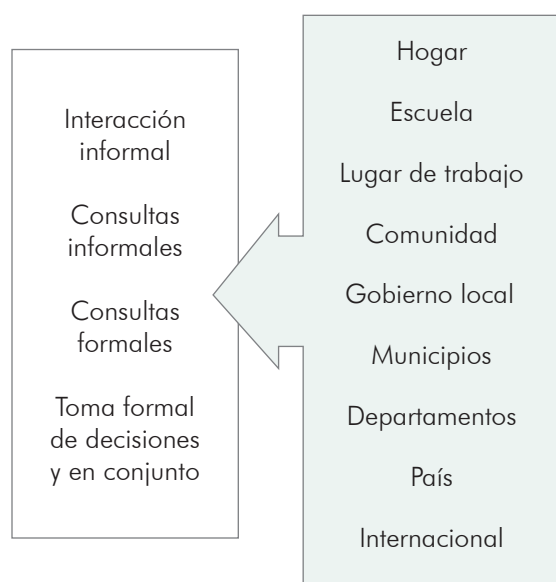 Interacción
informal
Consultas
informales
Consultas
formales
Toma formal
de decisiones
y en conjunto
Hogar
Escuela
Lugar de trabajo
Comunidad
Gobierno local
Municipios
Departamentos
País
Internacional